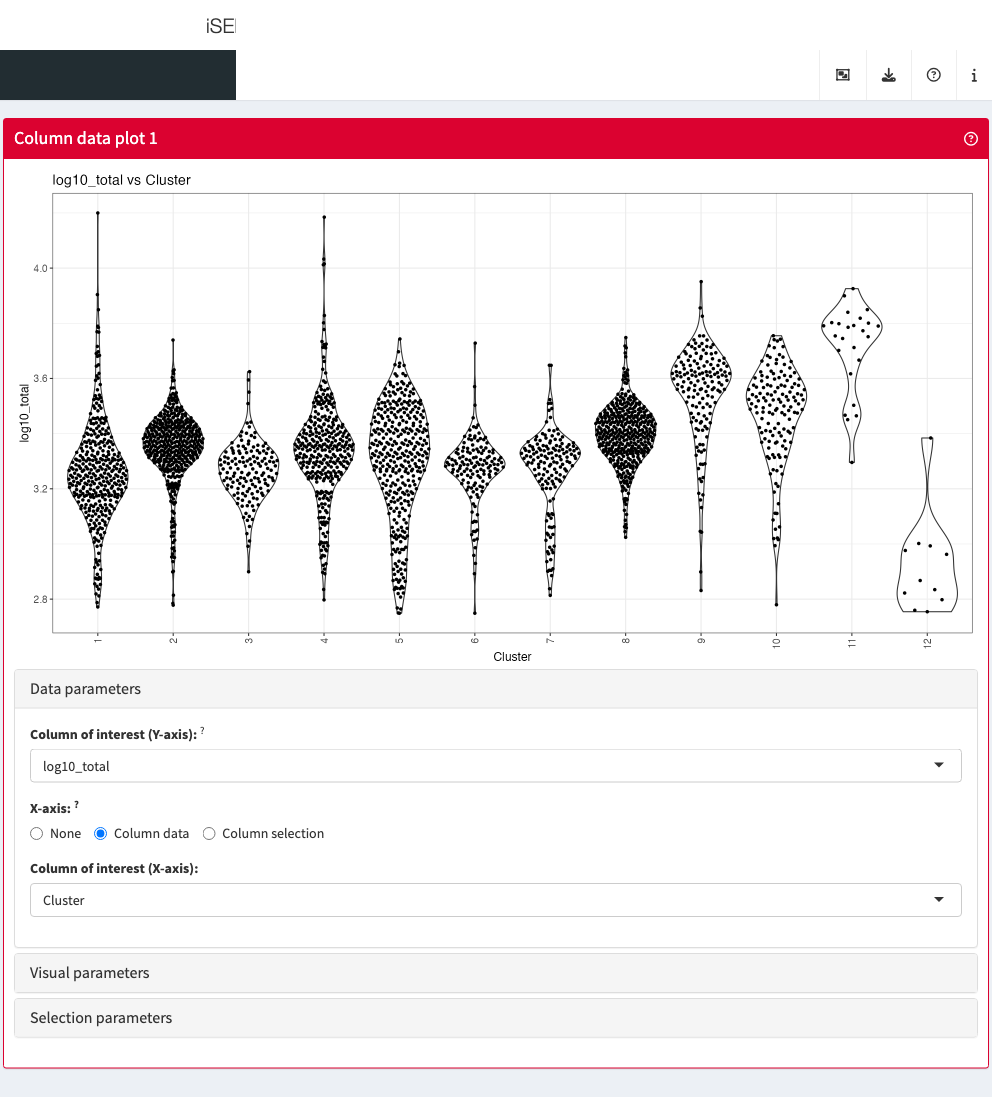 iSE
Column data plot 1
log10_total vs Cluster
4.0
3.6
3.2
2.8
log10_total
1 2 3 4 5 6 7 8 9 10 11 12
Cluster
Data parameters
Column of interest (Y-axis): ?
log10_total
X-axis: ?
None Column data Column selection
Column of interest (X-axis):
Cluster
Visual parameters
Selection parameters